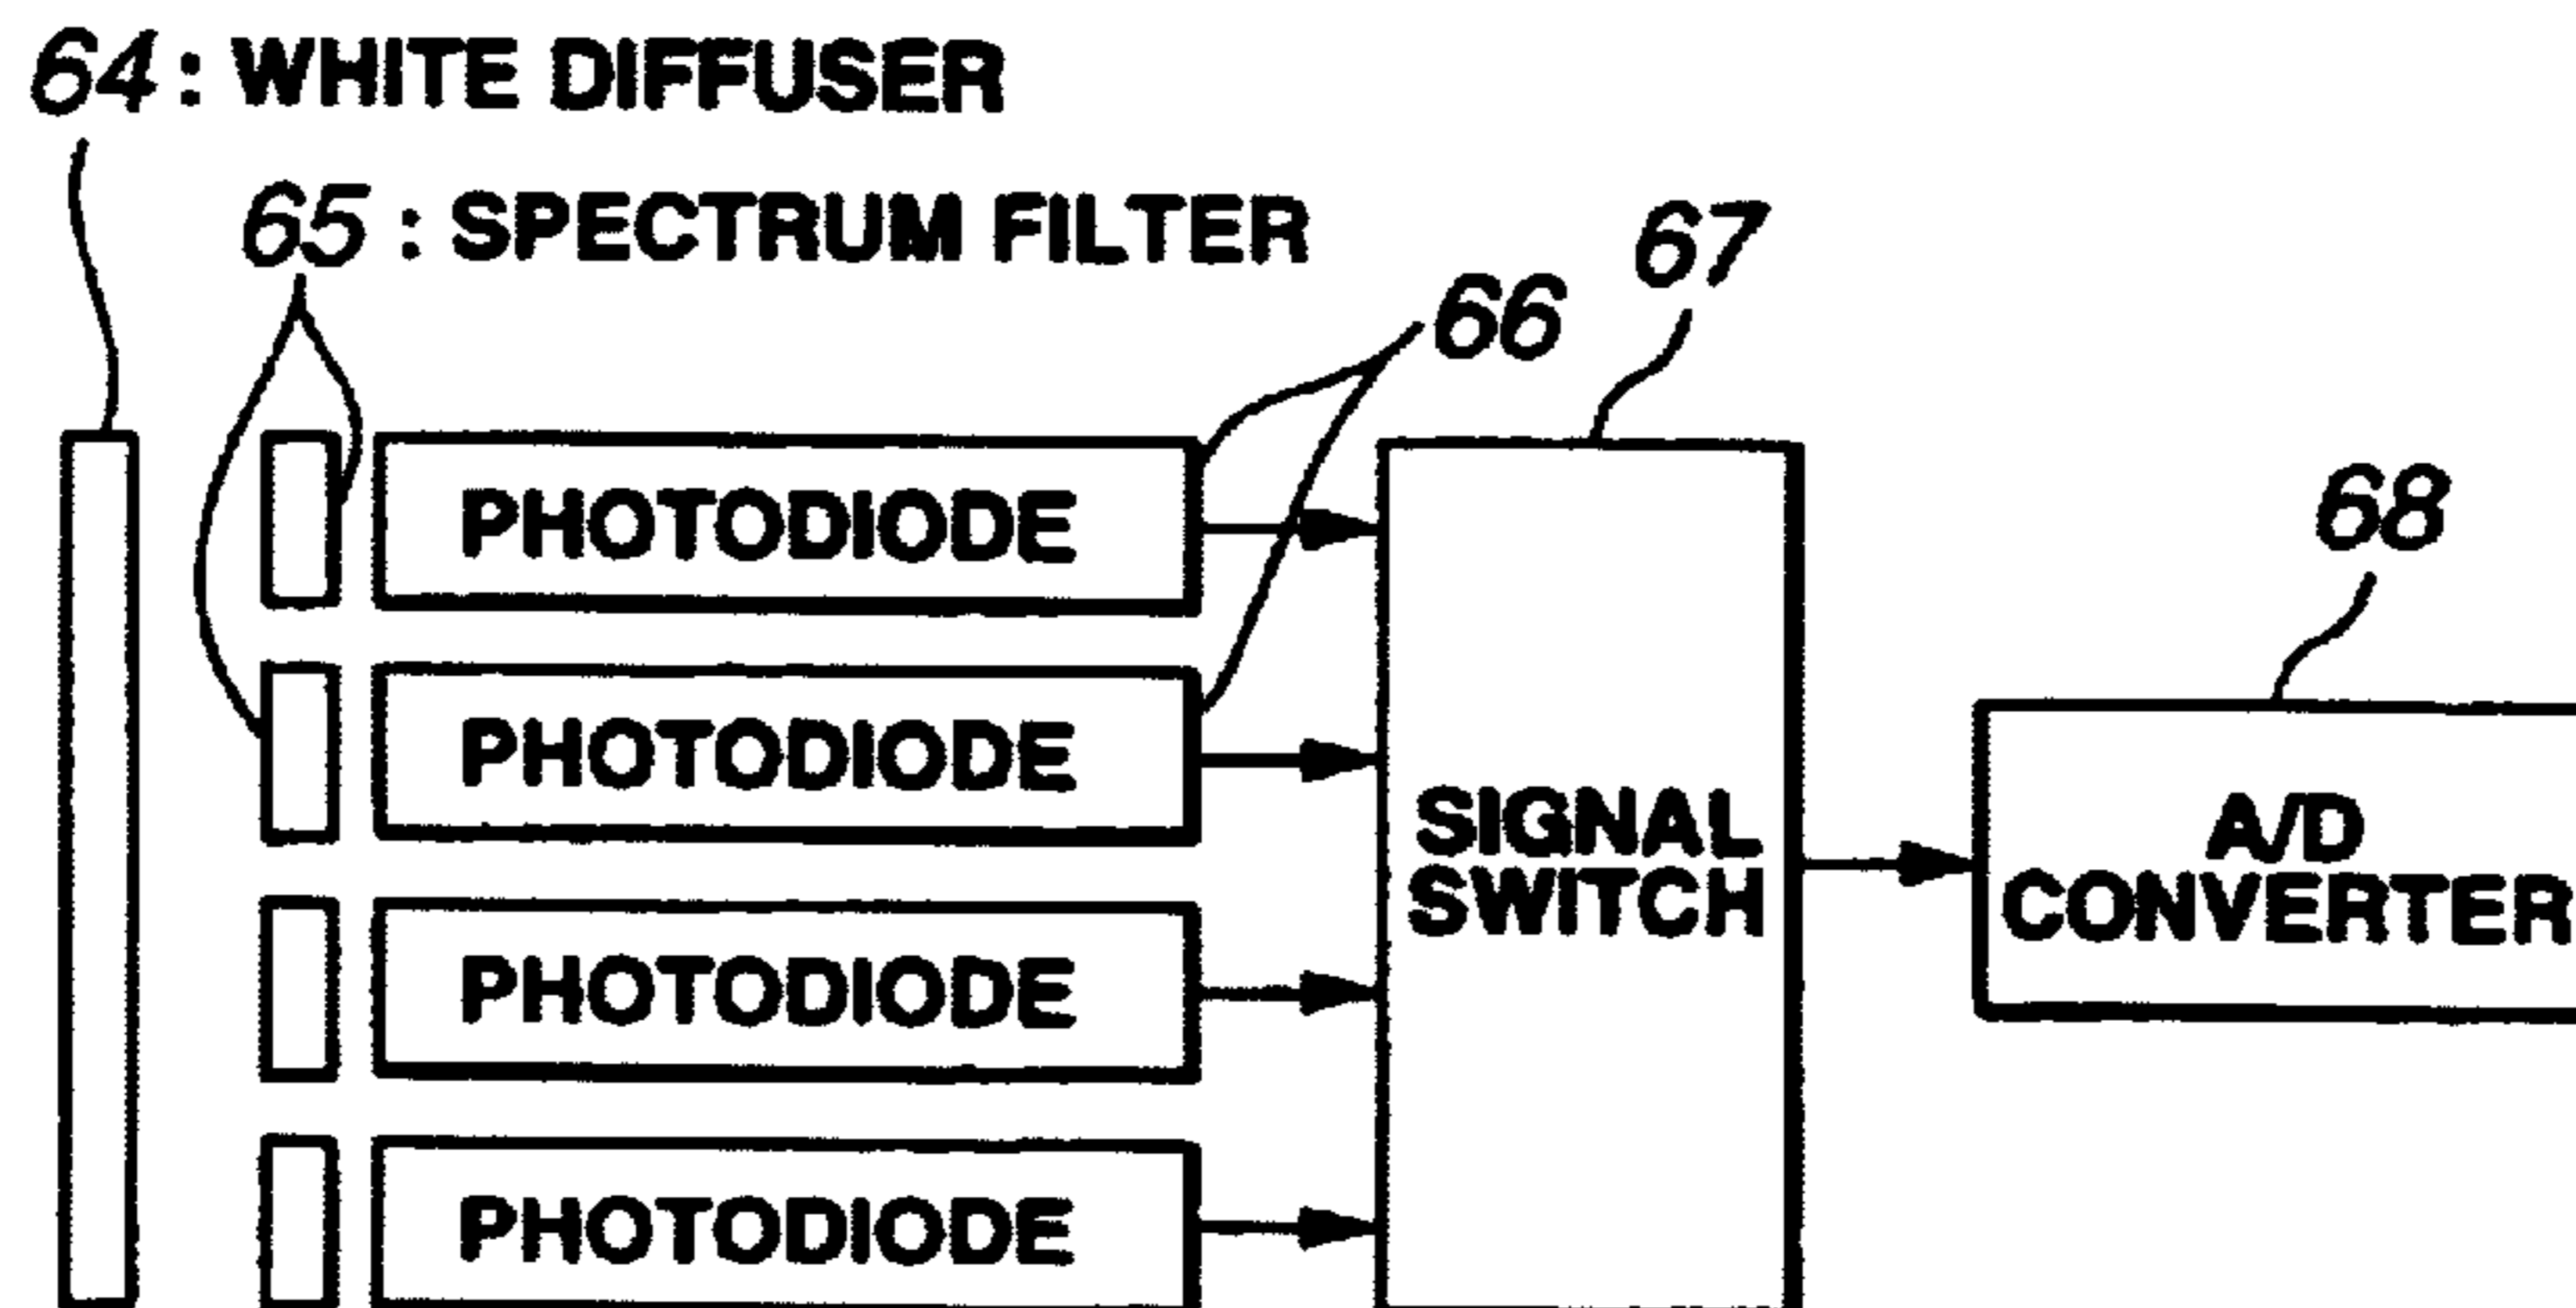 64 : WHITE DIFFUSER
65 : SPECTRUM FILTER
66
67
68
PHOTODIODE
PHOTODIODE
PHOTODIODE
PHOTODIODE
SIGNAL
SWITCH
A/D
CONVERTER